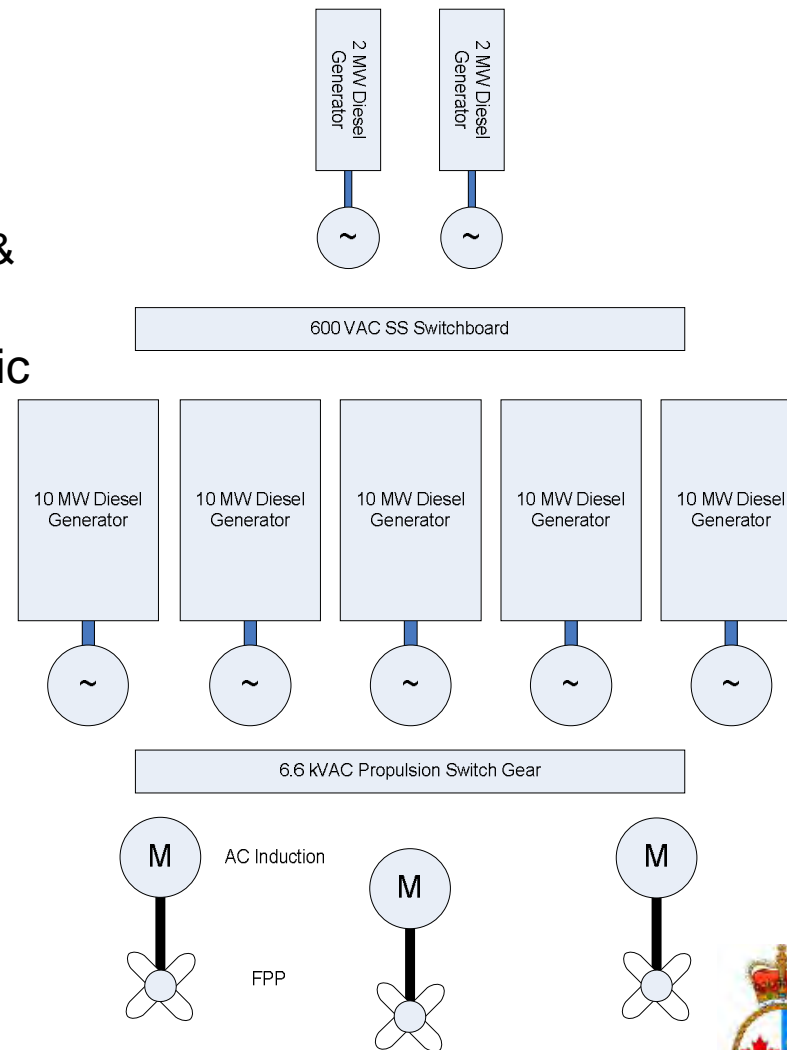 2 MW Diesel
Generator
2 MW Diesel
Generator
~
~
&
600 VAC SS Switchboard
ic
10 MW Diesel
Generator
10 MW Diesel
Generator
10 MW Diesel
Generator
10 MW Diesel
Generator
10 MW Diesel
Generator
~
~
~
~
~
6.6 kVAC Propulsion Switch Gear
M
AC Induction
M
M
FPP